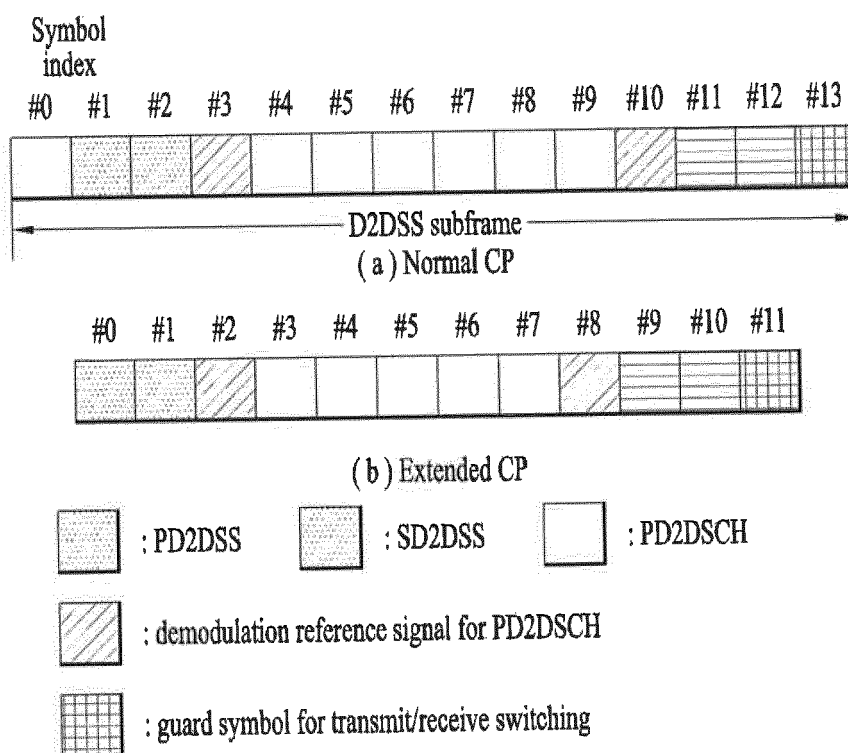 Symbol
index
#0 #1 #2 #3 #4 #5 #6 #7 #8 #9 #10 #11 #12 #13
D2DSS subframe
( a ) Normal CP
#0 #1 #2 #3 #4 #5 #6 #7 #8 #9 #10 #11
( b ) Extended CP
: PD2DSS : SD2DSS : PD2DSCH
: demodulation reference signal for PD2DSCH
: guard symbol for transmit/receive switching